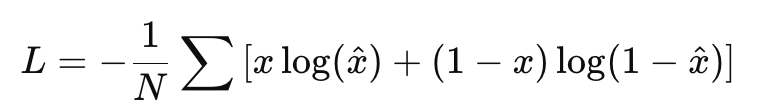 L = -\frac{1}{N} \sum [x \log(\hat{x}) + (1 - x) \log(1 - \hat{x})]